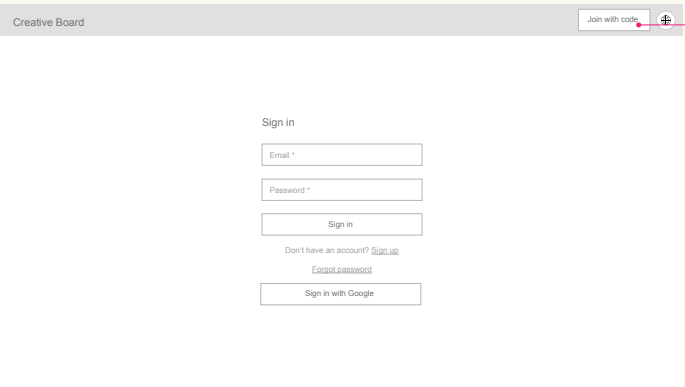 Creative Board
Join with code
Sign in
Email *
Password *
Sign in
Don't have an account? Sign up
Forgot password
Sign in with Google